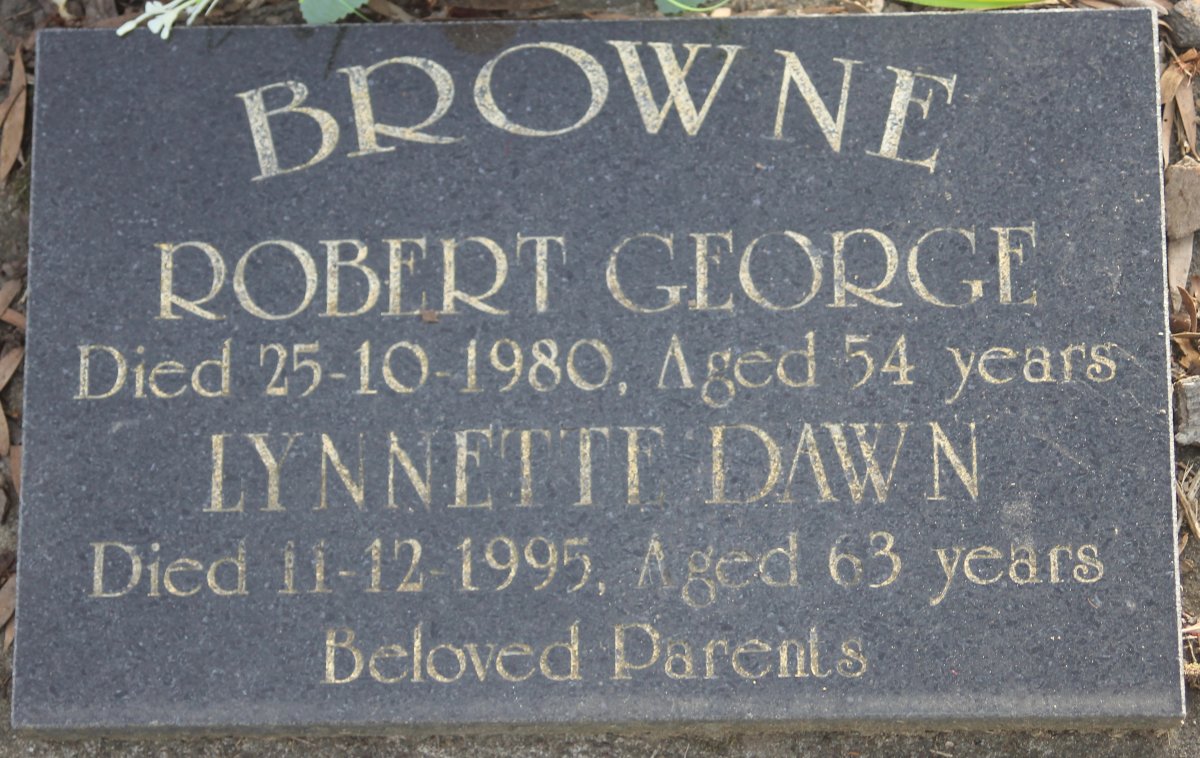 BROWNE
ROBERT GEORGE
Died 25-10-1980, Aged 54 years
LYNNETTE DAWN
Died 11-12-1995, Aged 63 years
Beloved Parents